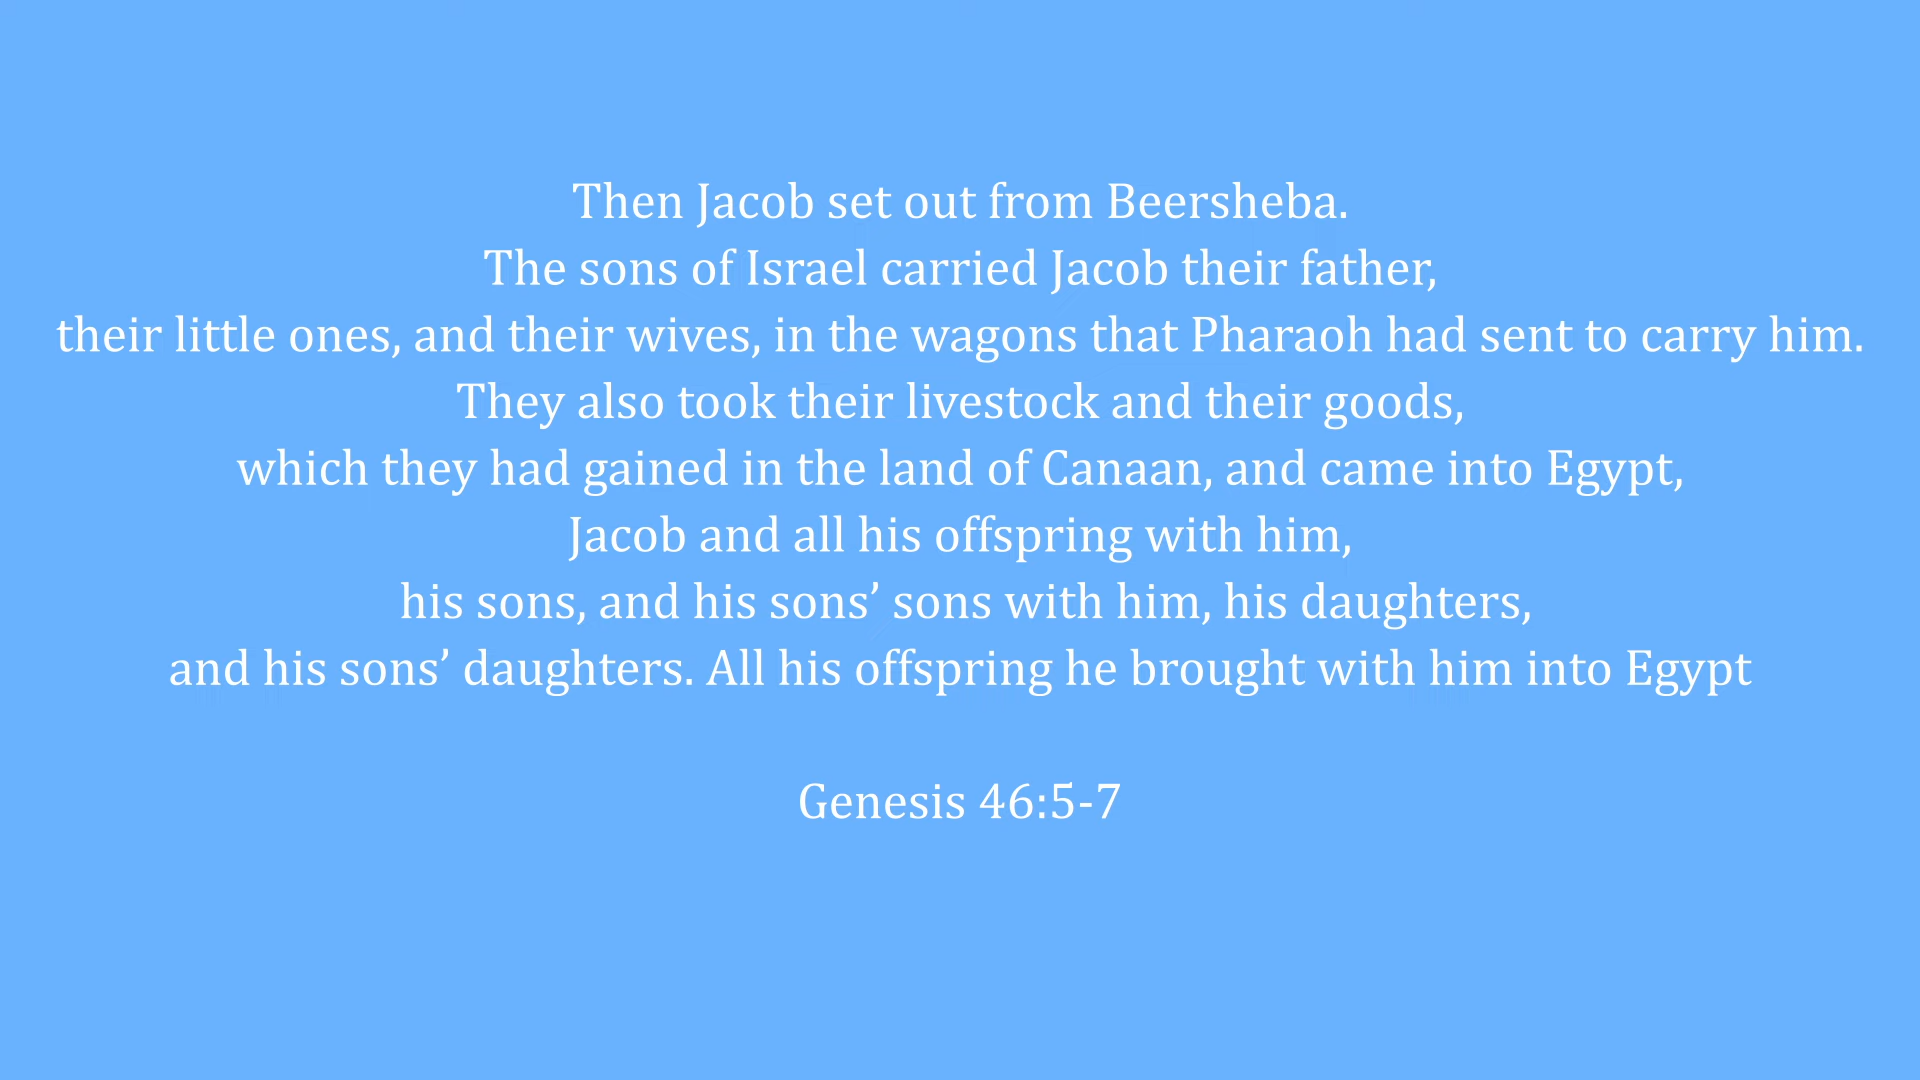 Then Jacob set out from Beersheba.
The sons of Israel carried Jacob their father,
their little ones, and their wives, in the wagons that Pharaoh had sent to carry him.
They also took their livestock and their goods,
which they had gained in the land of Canaan, and came into Egypt,
Jacob and all his offspring with him,
his sons, and his sons’ sons with him, his daughters,
and his sons’ daughters. All his offspring he brought with him into Egypt
Genesis 46:5-7